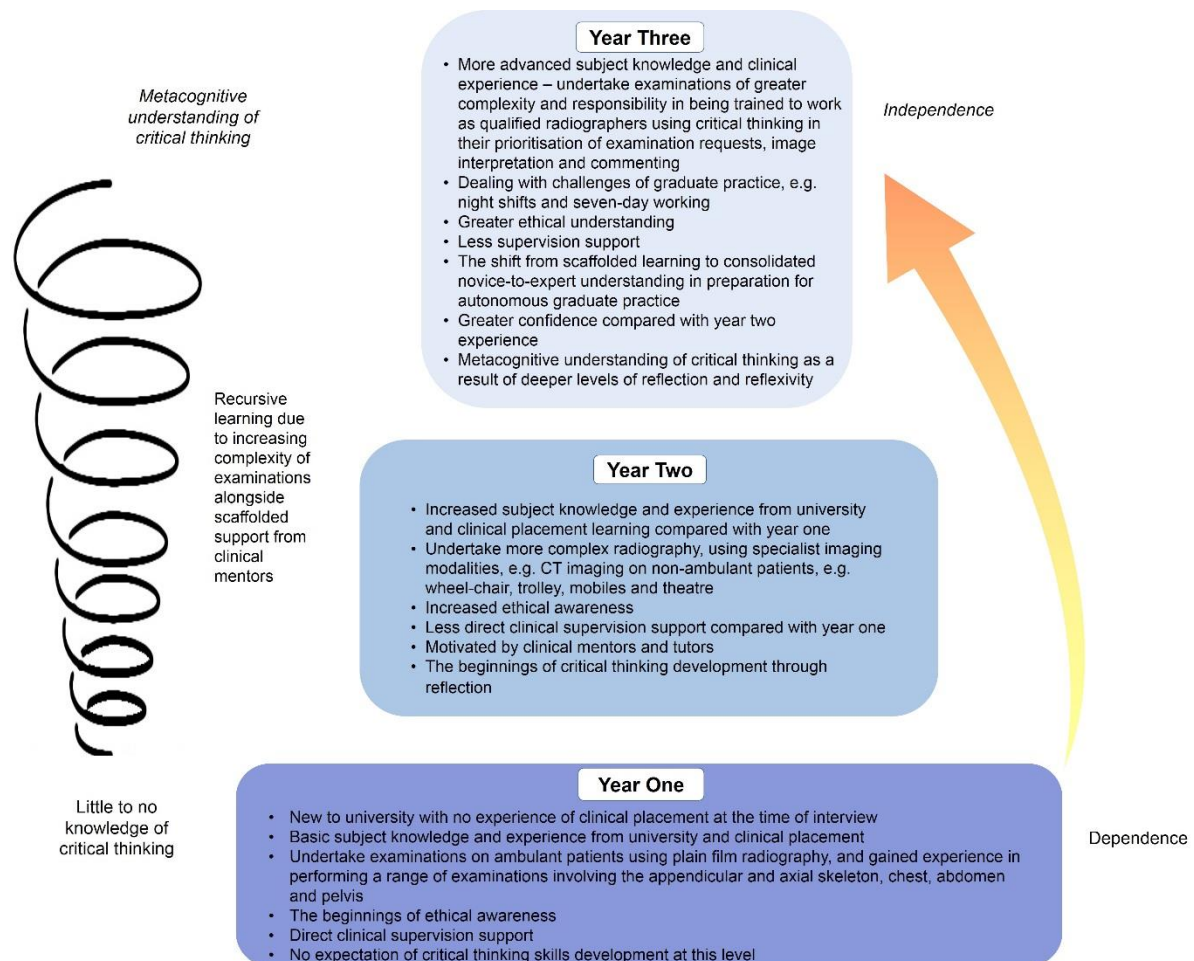 Year Three
• More advanced subject knowledge and clinical
experience – undertake examinations of greater
complexity and responsibility in being trained to work
as qualified radiographers using critical thinking in
their prioritisation of examination requests, image
interpretation and commenting
• Dealing with challenges of graduate practice, e.g.
night shifts and seven-day working
• Greater ethical understanding
• Less supervision support
• The shift from scaffolded learning to consolidated
novice-to-expert understanding in preparation for
autonomous graduate practice
• Greater confidence compared with year two
experience
• Metacognitive understanding of critical thinking as a
result of deeper levels of reflection and reflexivity
Metacognitive
understanding of
critical thinking
Independence
Recursive
learning due
to increasing
complexity of
examinations
alongside
scaffolded
support from
clinical
mentors
Year Two
• Increased subject knowledge and experience from university
and clinical placement learning compared with year one
• Undertake more complex radiography, using specialist imaging
modalities, e.g. CT imaging on non-ambulant patients, e.g.
wheel-chair, trolley, mobiles and theatre
• Increased ethical awareness
• Less direct clinical supervision support compared with year one
• Motivated by clinical mentors and tutors
• The beginnings of critical thinking development through
reflection
Little to no
knowledge of
critical thinking
Year One
• New to university with no experience of clinical placement at the time of interview
• Basic subject knowledge and experience from university and clinical placement
• Undertake examinations on ambulant patients using plain film radiography, and gained experience in
performing a range of examinations involving the appendicular and axial skeleton, chest, abdomen
and pelvis
• The beginnings of ethical awareness
• Direct clinical supervision support
• No expectation of critical thinking skills development at this level
Dependence